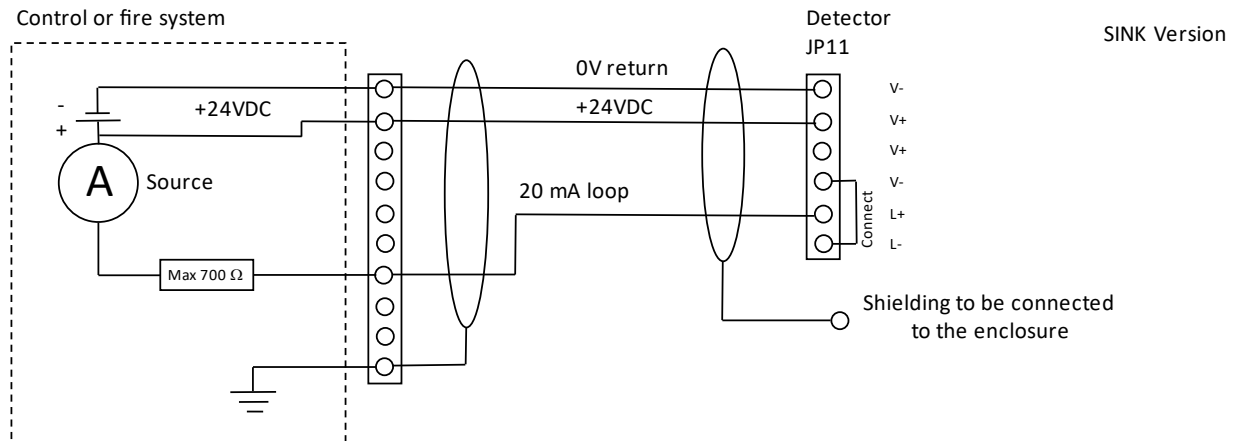 Control or fire system
Detector
JP11
SINK Version
0V return
V-
-
+
+24VDC
+24VDC
V+
V+
A
Source
V-
20 mA loop
L+
Connect
L-
Max 700 Ω
Shielding to be connected
to the enclosure